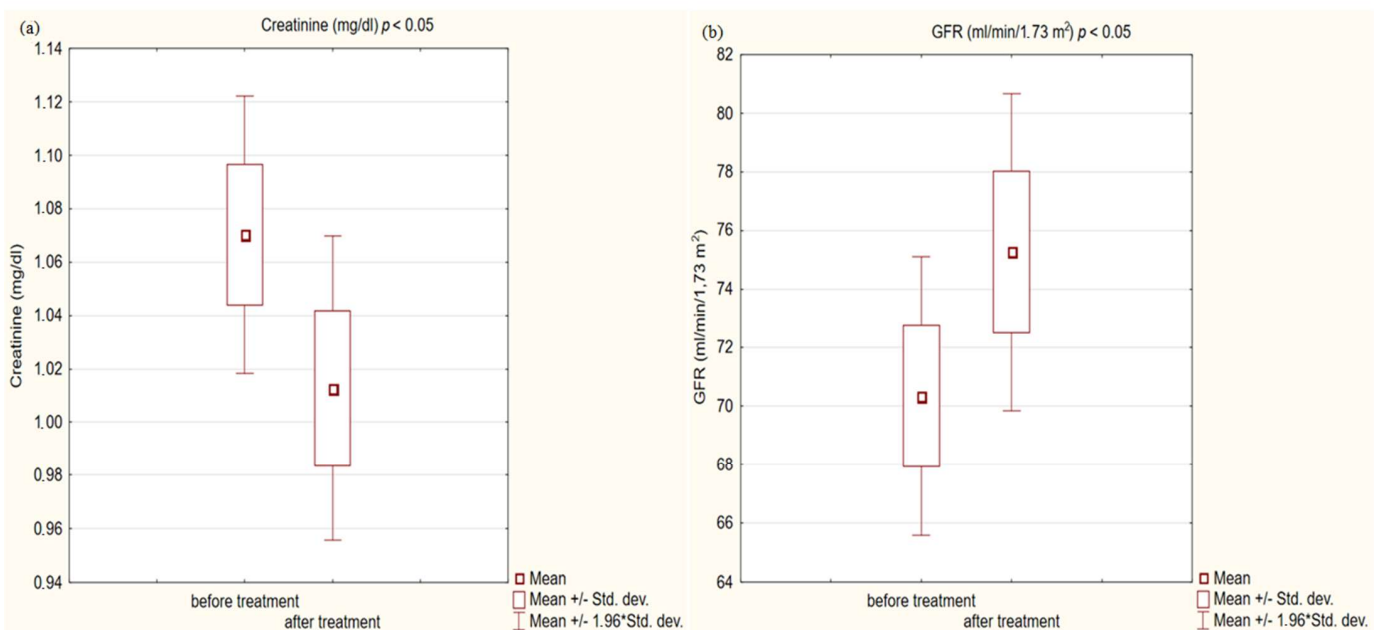 (a)
Creatinine (mg/dl) p < 0.05
1.14
1.12
1.10
1.08
1.06
1.04
1.02
1.00
0.98
0.96
0.94
Creatinine (mg/dl)
before treatment
after treatment
Mean
Mean +/- Std. dev.
Mean +/- 1.96*Std. dev.
(b)
GFR (ml/min/1.73 m²) p < 0.05
82
80
78
76
74
72
70
68
66
64
GFR (ml/min/1,73 m²)
before treatment
after treatment
Mean
Mean +/- Std. dev.
Mean +/- 1.96*Std. dev.